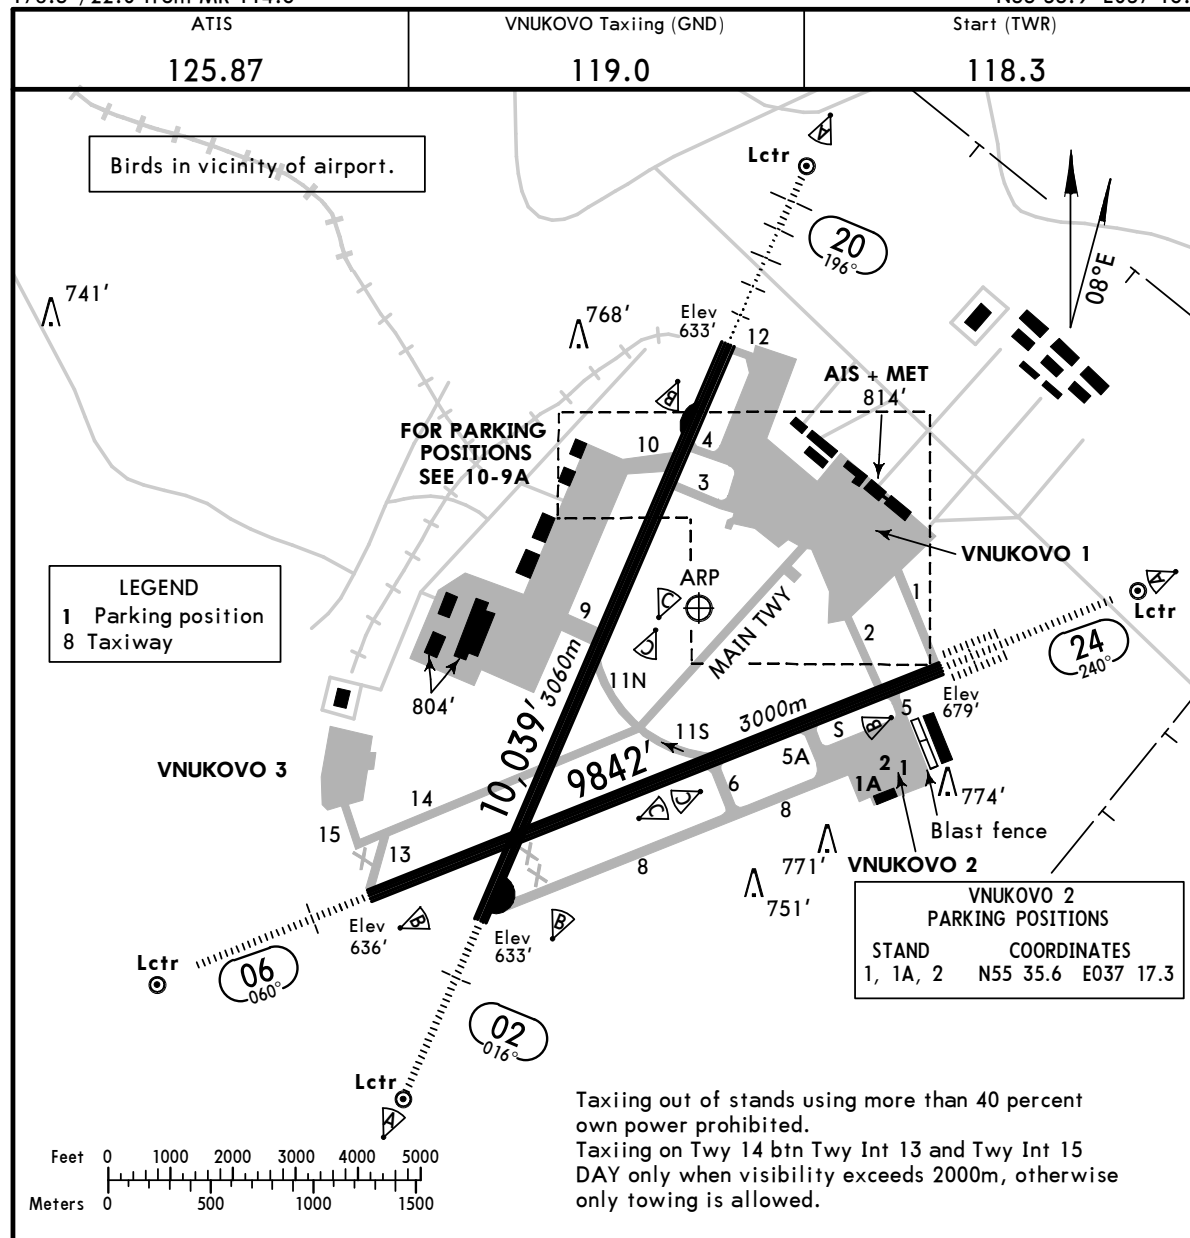 ATIS
VNUKOVO Taxiing (GND)
Start (TWR)
125.87
119.0
118.3
Birds in vicinity of airport.
A
Lctr
20
196°
08°E
741'
768'
Elev
633'
12
AIS + MET
814'
B
FOR PARKING
POSITIONS
SEE 10-9A
10
4
3
VNUKOVO 1
LEGEND
1 Parking position
8 Taxiway
ARP
C
C
9
MAIN TWY
1
2
A
Lctr
24
240°
11N
804'
10,039' 3060m
9842' 3000m
11S
Elev
679'
5
S
B
5A
VNUKOVO 3
14
15
13
6
8
8
C
C
2
1
1A
774'
Blast fence
771'
751'
VNUKOVO 2
VNUKOVO 2
PARKING POSITIONS
STAND COORDINATES
1, 1A, 2 N55 35.6 E037 17.3
B
B
Elev
636'
Elev
633'
Lctr
06
060°
02
016°
Lctr
A
Taxiing out of stands using more than 40 percent
own power prohibited.
Taxiing on Twy 14 btn Twy Int 13 and Twy Int 15
DAY only when visibility exceeds 2000m, otherwise
only towing is allowed.
Feet 0 1000 2000 3000 4000 5000
Meters 0 500 1000 1500